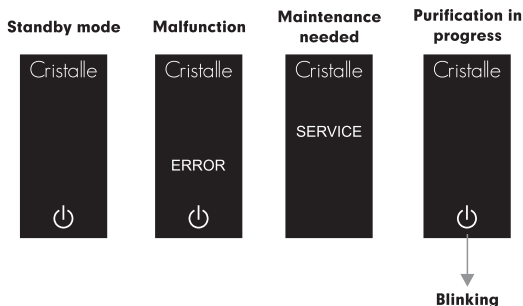 Standby mode
Malfunction
Maintenance
needed
Purification in
progress
Cristalle
Cristalle
ERROR
Cristalle
SERVICE
Cristalle
Blinking